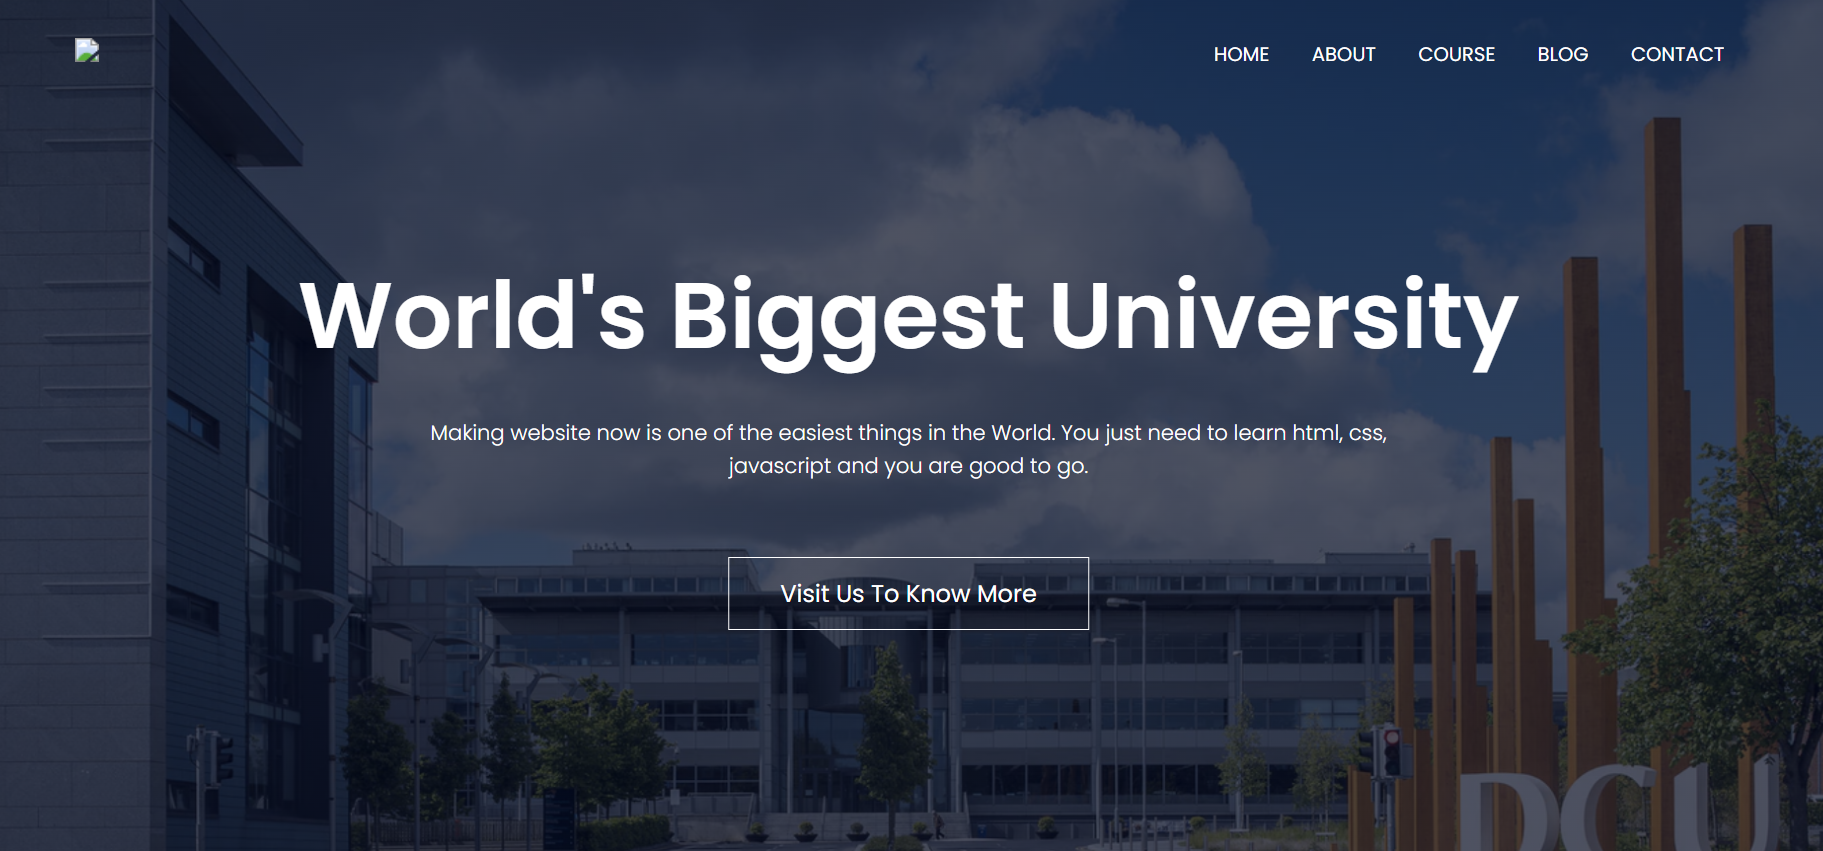 HOME ABOUT COURSE BLOG CONTACT
World's Biggest University
Making website now is one of the easiest things in the World. You just need to learn html, css,
javascript and you are good to go.
Visit Us To Know More
DCU